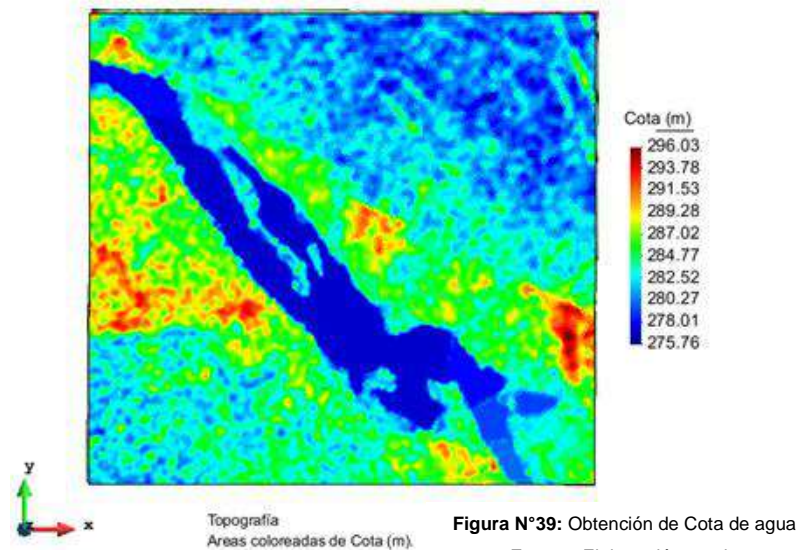 Cota (m)
296.03
293.78
291.53
289.28
287.02
284.77
282.52
280.27
278.01
275.76
y
x
Topografía
Areas coloreadas de Cota (m).
Figura N°39: Obtención de Cota de agua